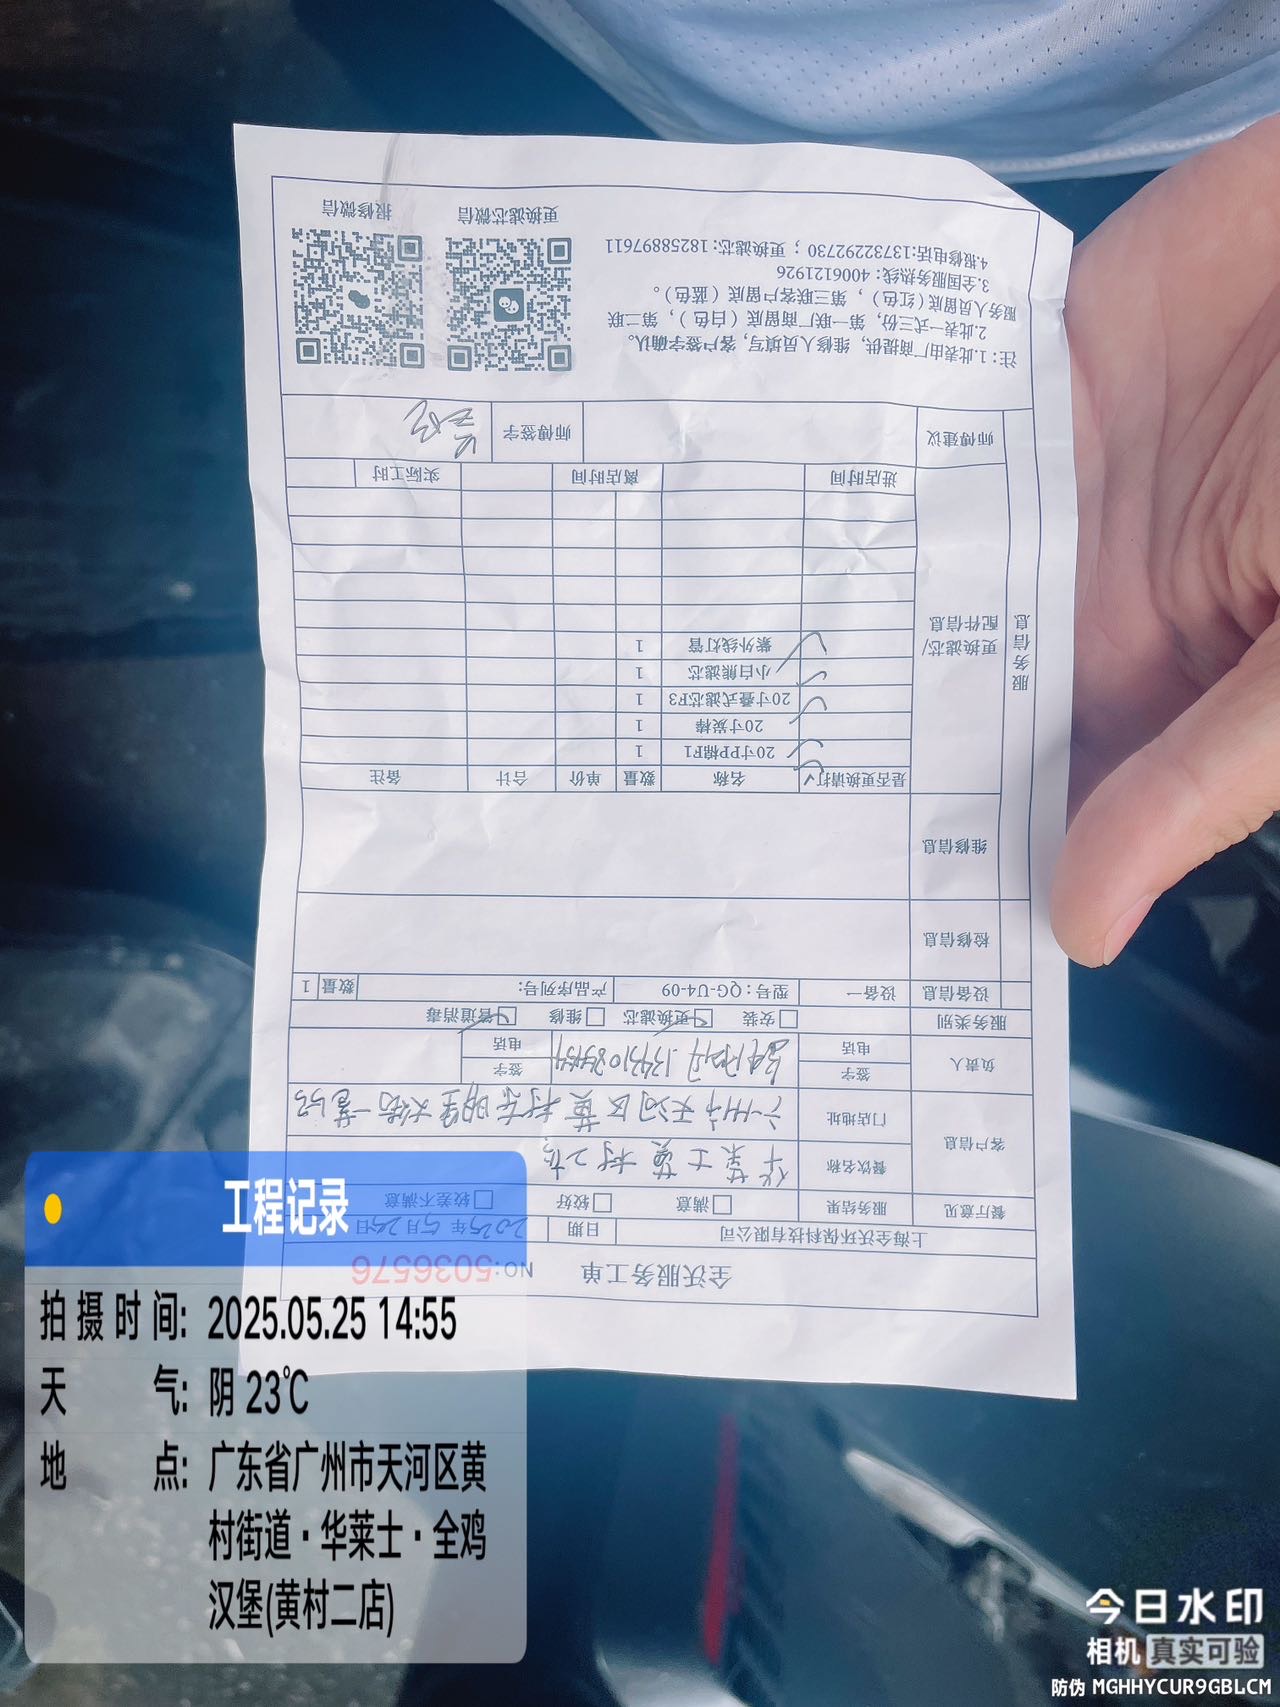 全沃服务工单 NO:5036576
上海全沃环保科技有限公司 日期 2025年5月25日
餐厅意见 服务结果 □满意 □较好 □较差不满意
客户信息 餐饮名称 华莱士黄村2店
门店地址 广州市天河区黄村东
负责人 签字 签字
电话 电话
服务类别 □安装 ☑更换滤芯 □维修 ☑管道消毒
设备信息 设备一 型号:QG-U4-09 产品序列号: 数量 1
检修信息
维修信息
服务信息
更换滤芯/配件信息
是否更换请打√ 名称 数量 单价 合计 备注
✓ 20寸PP棉F1 1
✓ 20寸炭棒 1
✓ 20寸叠式滤芯F3 1
✓ 小白熊滤芯 1
✓ 紫外线灯管 1
进店时间 离店时间 实际工时
师傅建议 师傅签字
注:1.此表由厂商提供,维修人员填写,客户签字确认。
2.此表一式三份,第一联厂商留底(白色),第二联
服务人员留底(红色),第三联客户留底(蓝色)。
3.全国服务热线:4006121926
4.报修电话:13732292730;更换滤芯:18258897611
更换滤芯微信 报修微信
工程记录
拍摄时间: 2025.05.25 14:55
天气: 阴 23℃
地点: 广东省广州市天河区黄
村街道·华莱士·全鸡
汉堡(黄村二店)
今日水印
相机 真实可验
防伪 MGHHYCUR9GBLCM